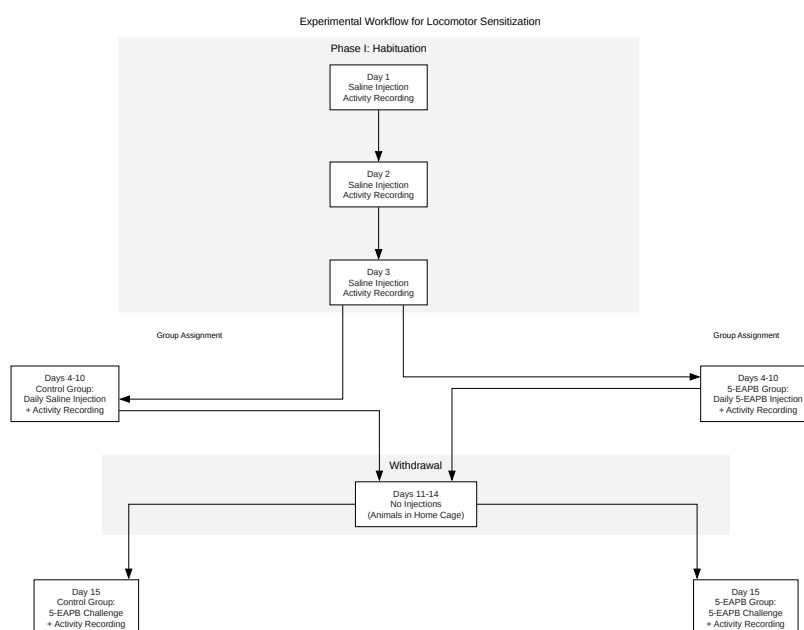 Experimental Workflow for Locomotor Sensitization
Phase I: Habituation
Day 1
Saline Injection
Activity Recording
Day 2
Saline Injection
Activity Recording
Day 3
Saline Injection
Activity Recording
Group Assignment
Group Assignment
Days 4-10
Control Group:
Daily Saline Injection
+ Activity Recording
Days 4-10
5-EAPB Group:
Daily 5-EAPB Injection
+ Activity Recording
Withdrawal
Days 11-14
No Injections
(Animals in Home Cage)
Day 15
Control Group:
5-EAPB Challenge
+ Activity Recording
Day 15
5-EAPB Group:
5-EAPB Challenge
+ Activity Recording